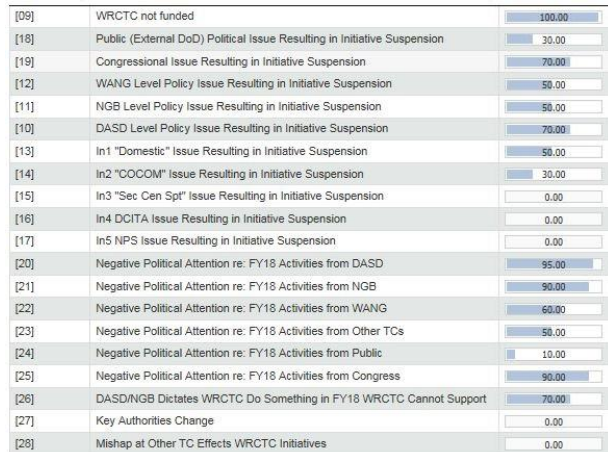 [09] WRCTC not funded 100.00
[18] Public (External DoD) Political Issue Resulting in Initiative Suspension 30.00
[19] Congressional Issue Resulting in Initiative Suspension 70.00
[12] WANG Level Policy Issue Resulting in Initiative Suspension 50.00
[11] NGB Level Policy Issue Resulting in Initiative Suspension 50.00
[10] DASD Level Policy Issue Resulting in Initiative Suspension 70.00
[13] In1 "Domestic" Issue Resulting in Initiative Suspension 50.00
[14] In2 "COCOM" Issue Resulting in Initiative Suspension 30.00
[15] In3 "Sec Cen Spt" Issue Resulting in Initiative Suspension 0.00
[16] In4 DCITA Issue Resulting in Initiative Suspension 0.00
[17] In5 NPS Issue Resulting in Initiative Suspension 0.00
[20] Negative Political Attention re: FY18 Activities from DASD 95.00
[21] Negative Political Attention re: FY18 Activities from NGB 90.00
[22] Negative Political Attention re: FY18 Activities from WANG 60.00
[23] Negative Political Attention re: FY18 Activities from Other TCs 50.00
[24] Negative Political Attention re: FY18 Activities from Public 10.00
[25] Negative Political Attention re: FY18 Activities from Congress 90.00
[26] DASD/NGB Dictates WRCTC Do Something in FY18 WRCTC Cannot Support 70.00
[27] Key Authorities Change 0.00
[28] Mishap at Other TC Effects WRCTC Initiatives 0.00